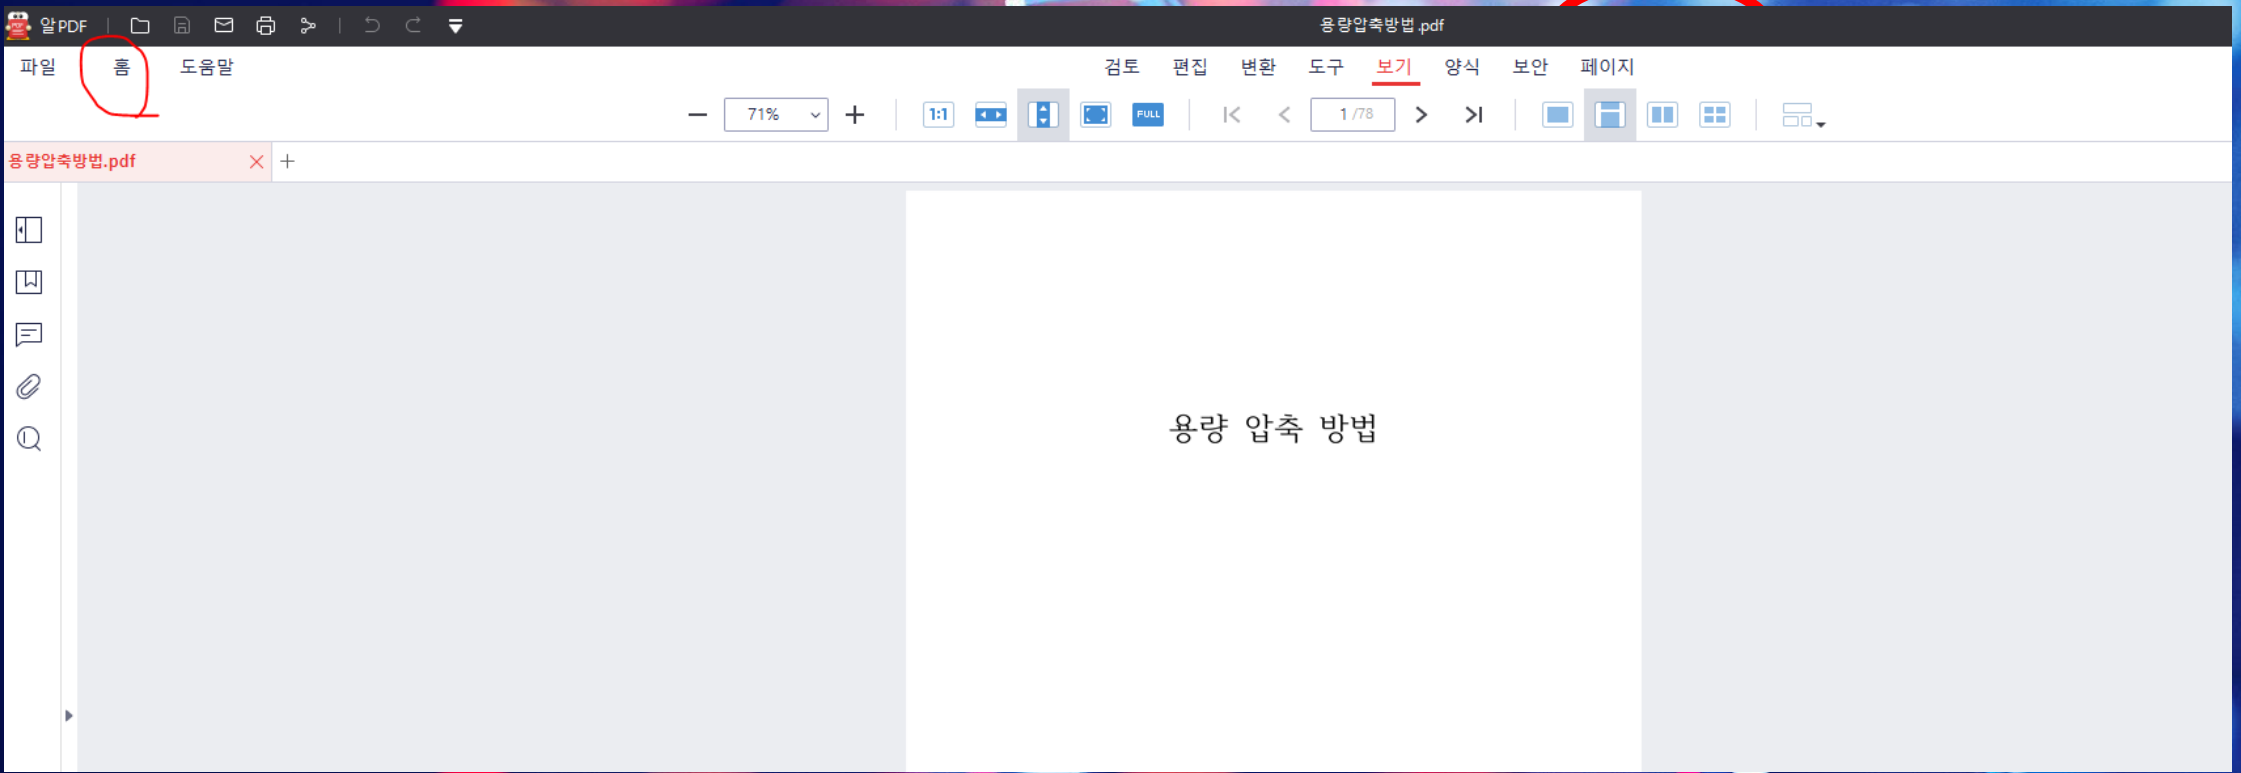 알PDF
용량압축방법.pdf
파일 홈 도움말 검토 편집 변환 도구 보기 양식 보안 페이지
71% 1:1 FULL 1 /78
용량압축방법.pdf
용량 압축 방법